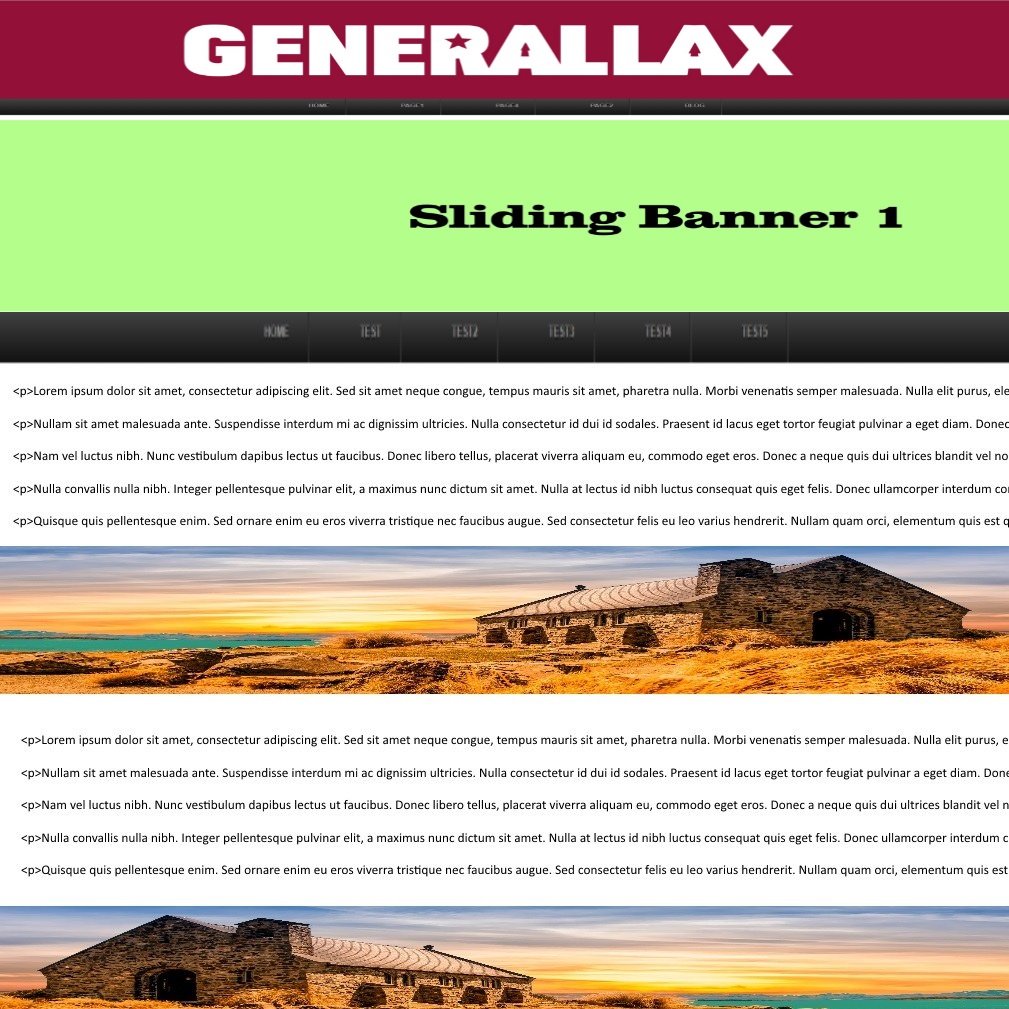 GENERALLAX
HOME PAGE1 PAGE2 BLOG
Sliding Banner 1
HOME TEST TEST2 TEST3 TEST4 TEST5
<p>Lorem ipsum dolor sit amet, consectetur adipiscing elit. Sed sit amet neque congue, tempus mauris sit amet, pharetra nulla. Morbi venenatis semper malesuada. Nulla elit purus, ele
<p>Nullam sit amet malesuada ante. Suspendisse interdum mi ac dignissim ultricies. Nulla consectetur id dui id sodales. Praesent id lacus eget tortor feugiat pulvinar a eget diam. Donec
<p>Nam vel luctus nibh. Nunc vestibulum dapibus lectus ut faucibus. Donec libero tellus, placerat viverra aliquam eu, commodo eget eros. Donec a neque quis dui ultrices blandit vel no
<p>Nulla convallis nulla nibh. Integer pellentesque pulvinar elit, a maximus nunc dictum sit amet. Nulla at lectus id nibh luctus consequat quis eget felis. Donec ullamcorper interdum co
<p>Quisque quis pellentesque enim. Sed ornare enim eu eros viverra tristique nec faucibus augue. Sed consectetur felis eu leo varius hendrerit. Nullam quam orci, elementum quis est q
<p>Lorem ipsum dolor sit amet, consectetur adipiscing elit. Sed sit amet neque congue, tempus mauris sit amet, pharetra nulla. Morbi venenatis semper malesuada. Nulla elit purus, e
<p>Nullam sit amet malesuada ante. Suspendisse interdum mi ac dignissim ultricies. Nulla consectetur id dui id sodales. Praesent id lacus eget tortor feugiat pulvinar a eget diam. Done
<p>Nam vel luctus nibh. Nunc vestibulum dapibus lectus ut faucibus. Donec libero tellus, placerat viverra aliquam eu, commodo eget eros. Donec a neque quis dui ultrices blandit vel n
<p>Nulla convallis nulla nibh. Integer pellentesque pulvinar elit, a maximus nunc dictum sit amet. Nulla at lectus id nibh luctus consequat quis eget felis. Donec ullamcorper interdum c
<p>Quisque quis pellentesque enim. Sed ornare enim eu eros viverra tristique nec faucibus augue. Sed consectetur felis eu leo varius hendrerit. Nullam quam orci, elementum quis est